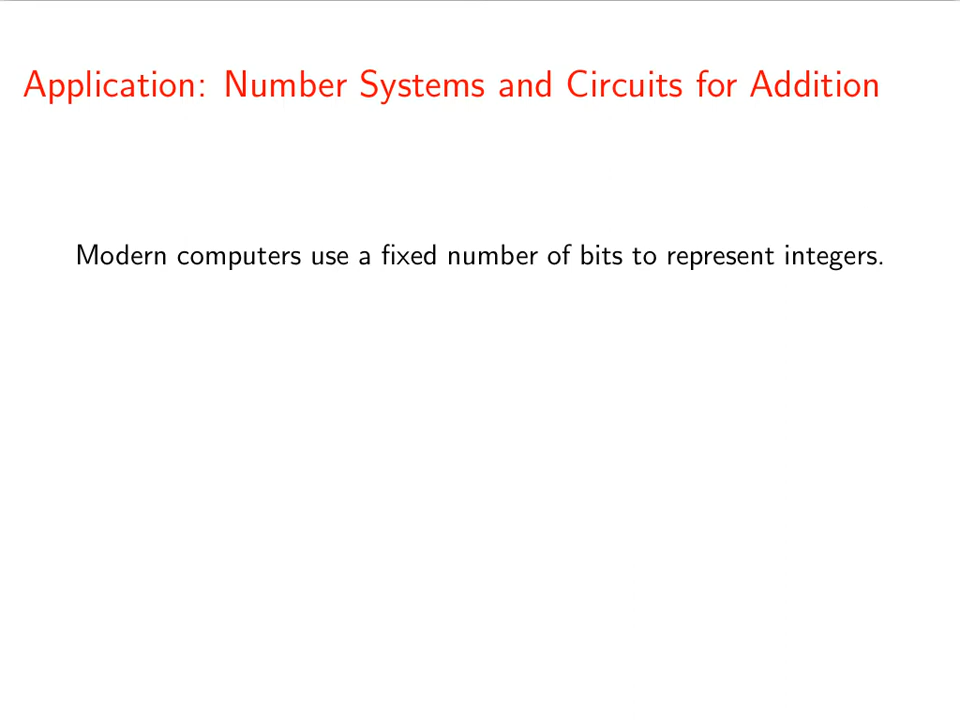 Application: Number Systems and Circuits for Addition
Modern computers use a fixed number of bits to represent integers.